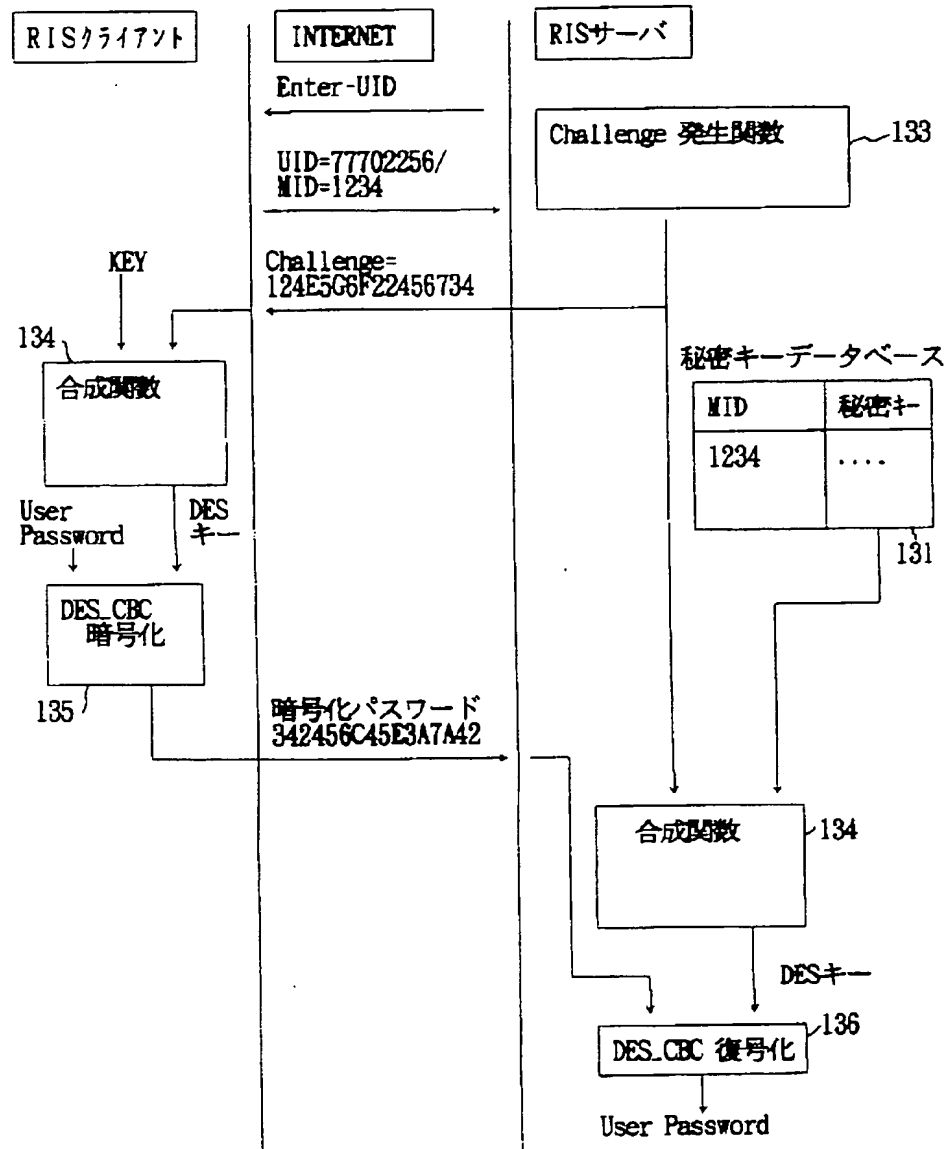 RISクライアント
INTERNET
RISサーバ
Enter-UID
Challenge 発生関数
133
UID=77702256/
MID=1234
KEY
Challenge=
124E5G6F22456734
134
合成関数
秘密キーデータベース
MID
秘密キー
1234
....
131
User
Password
DES
キー
DES_CBC
暗号化
135
暗号化パスワード
342456C45E3A7A42
合成関数
134
DESキー
136
DES_CBC 復号化
User Password